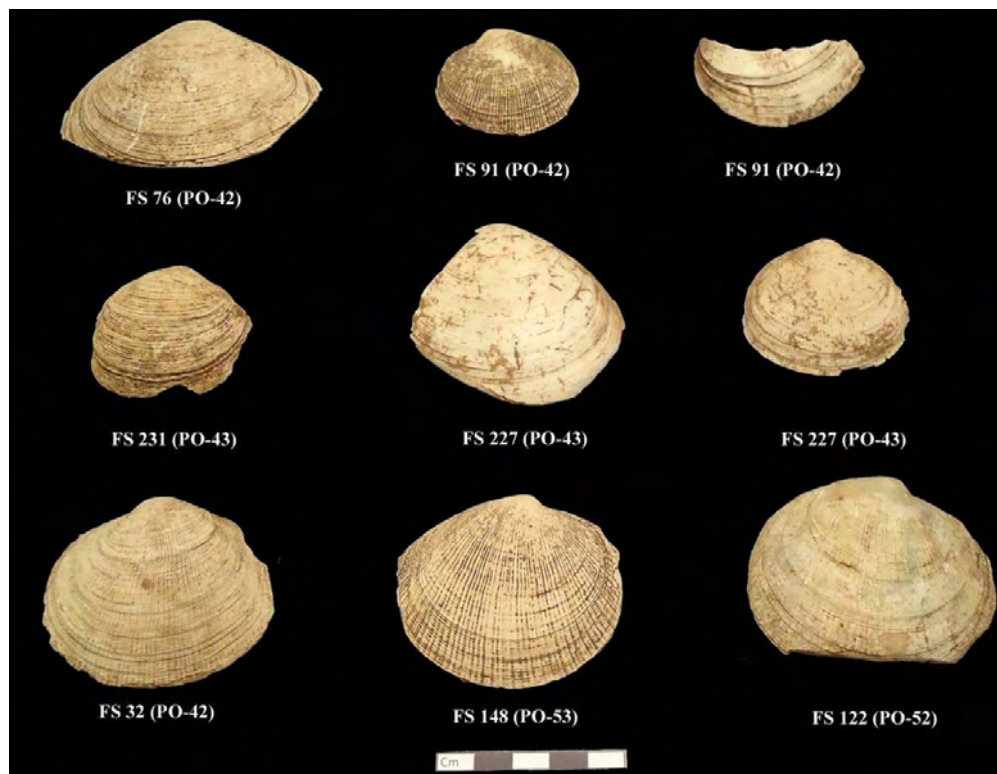 FS 76 (PO-42)
FS 91 (PO-42)
FS 91 (PO-42)
FS 231 (PO-43)
FS 227 (PO-43)
FS 227 (PO-43)
FS 32 (PO-42)
FS 148 (PO-53)
FS 122 (PO-52)
Cm